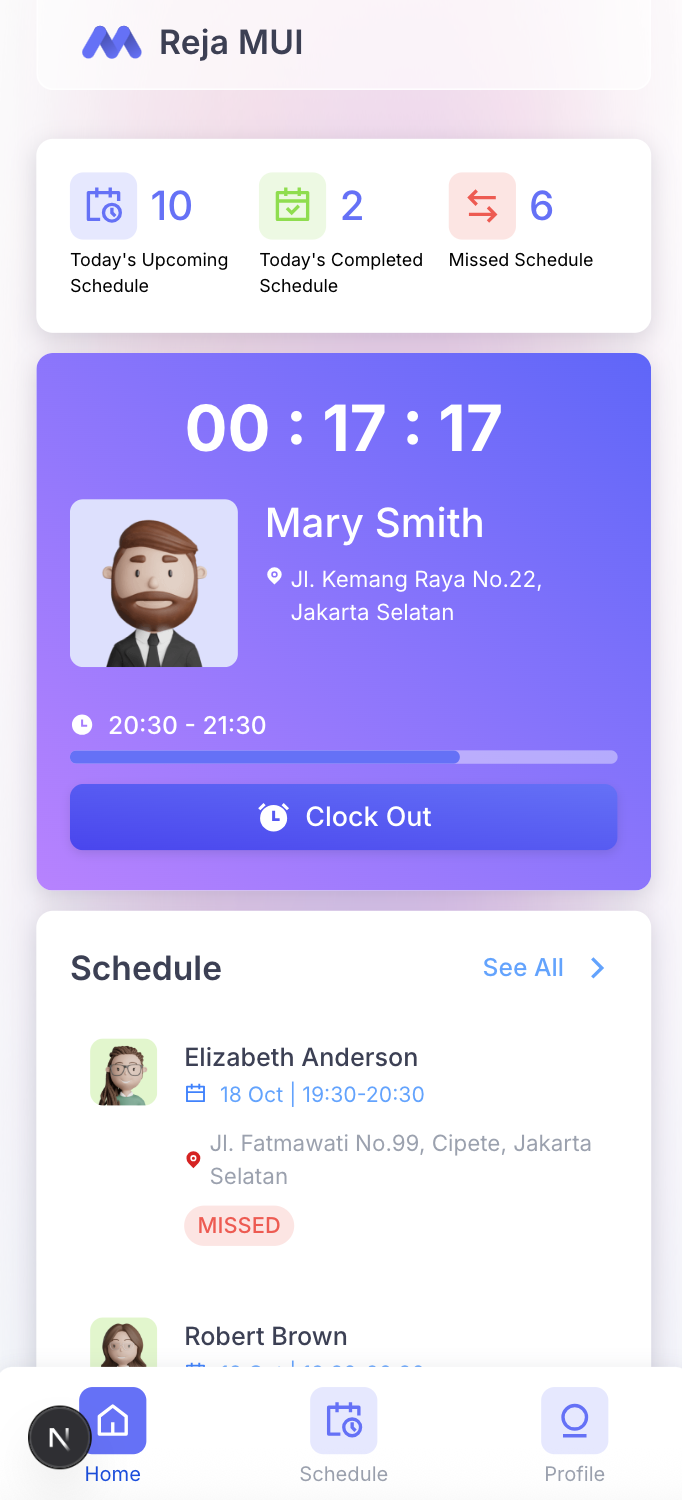 Reja MUI
10
2
6
Today's Upcoming
Schedule
Today's Completed
Schedule
Missed Schedule
00 : 17 : 17
Mary Smith
Jl. Kemang Raya No.22,
Jakarta Selatan
20:30 - 21:30
Clock Out
Schedule
See All
Elizabeth Anderson
18 Oct | 19:30-20:30
Jl. Fatmawati No.99, Cipete, Jakarta
Selatan
MISSED
Robert Brown
N
Home
Schedule
Profile